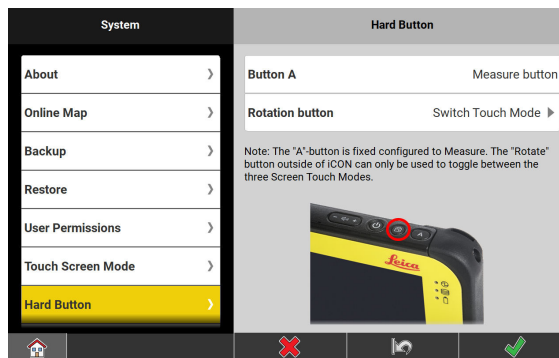 System
Hard Button
About
Online Map
Backup
Restore
User Permissions
Touch Screen Mode
Hard Button
Button A Measure button
Rotation button Switch Touch Mode
Note: The "A"-button is fixed configured to Measure. The "Rotate"
button outside of iCON can only be used to toggle between the
three Screen Touch Modes.
A
Leica